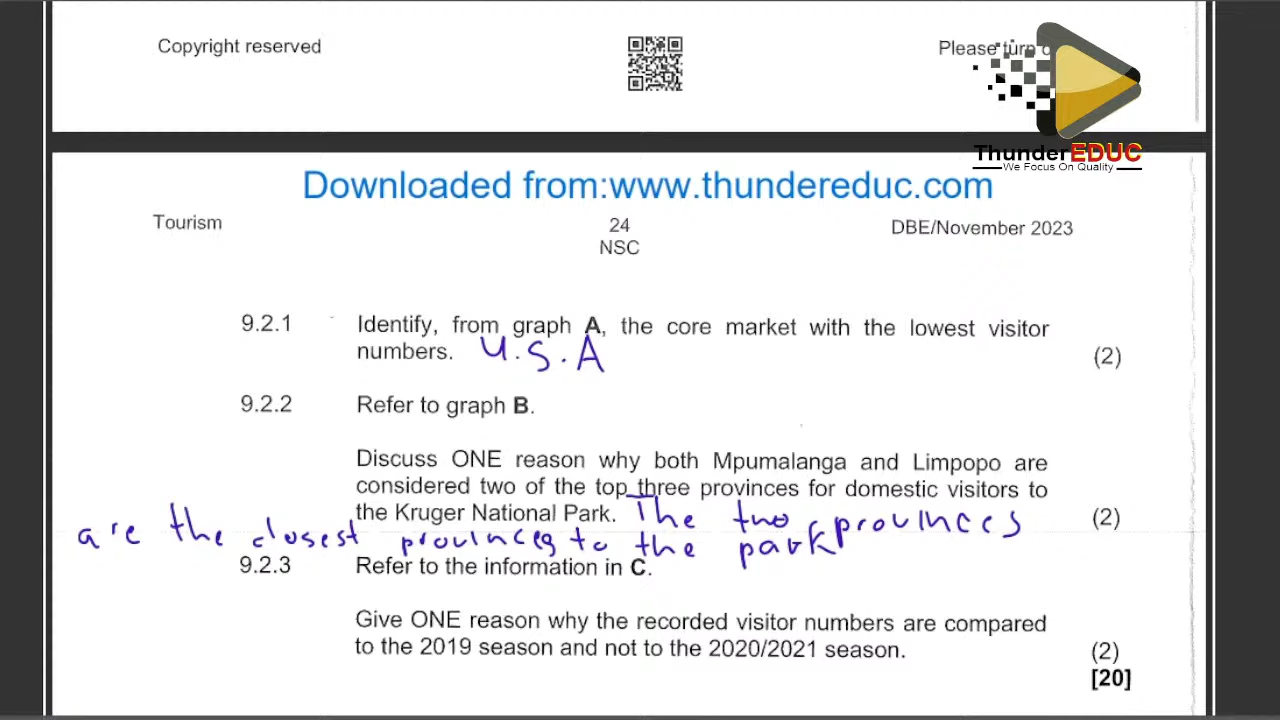 Copyright reserved
Please turn o
ThunderEDUC
We Focus On Quality
Downloaded from:www.thundereduc.com
Tourism 24 DBE/November 2023
NSC
9.2.1 Identify, from graph A, the core market with the lowest visitor
numbers. U.S.A (2)
9.2.2 Refer to graph B.
Discuss ONE reason why both Mpumalanga and Limpopo are
considered two of the top three provinces for domestic visitors to
the Kruger National Park. The two provinces (2)
are the closest provinces to the park
9.2.3 Refer to the information in C.
Give ONE reason why the recorded visitor numbers are compared
to the 2019 season and not to the 2020/2021 season. (2)
[20]